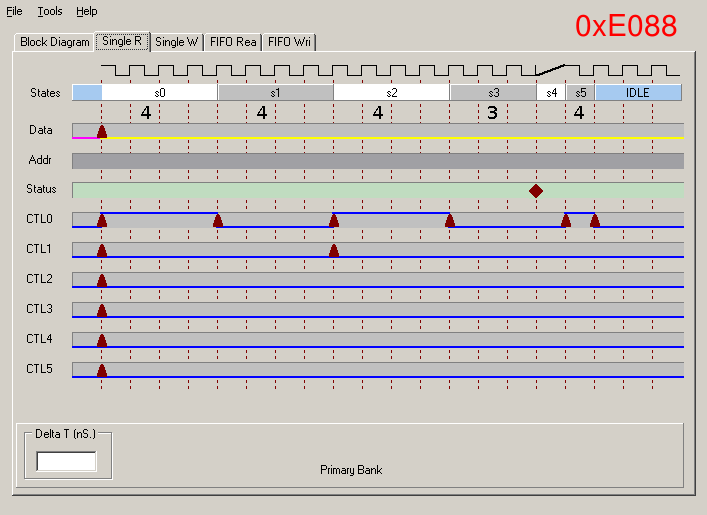 File Tools Help
0xE088
Block Diagram Single R Single W FIFO Rea FIFO Wri
States s0 s1 s2 s3 s4 s5 IDLE
4 4 4 3 4
Data
Addr
Status
CTL0
CTL1
CTL2
CTL3
CTL4
CTL5
Delta T (nS.)
Primary Bank